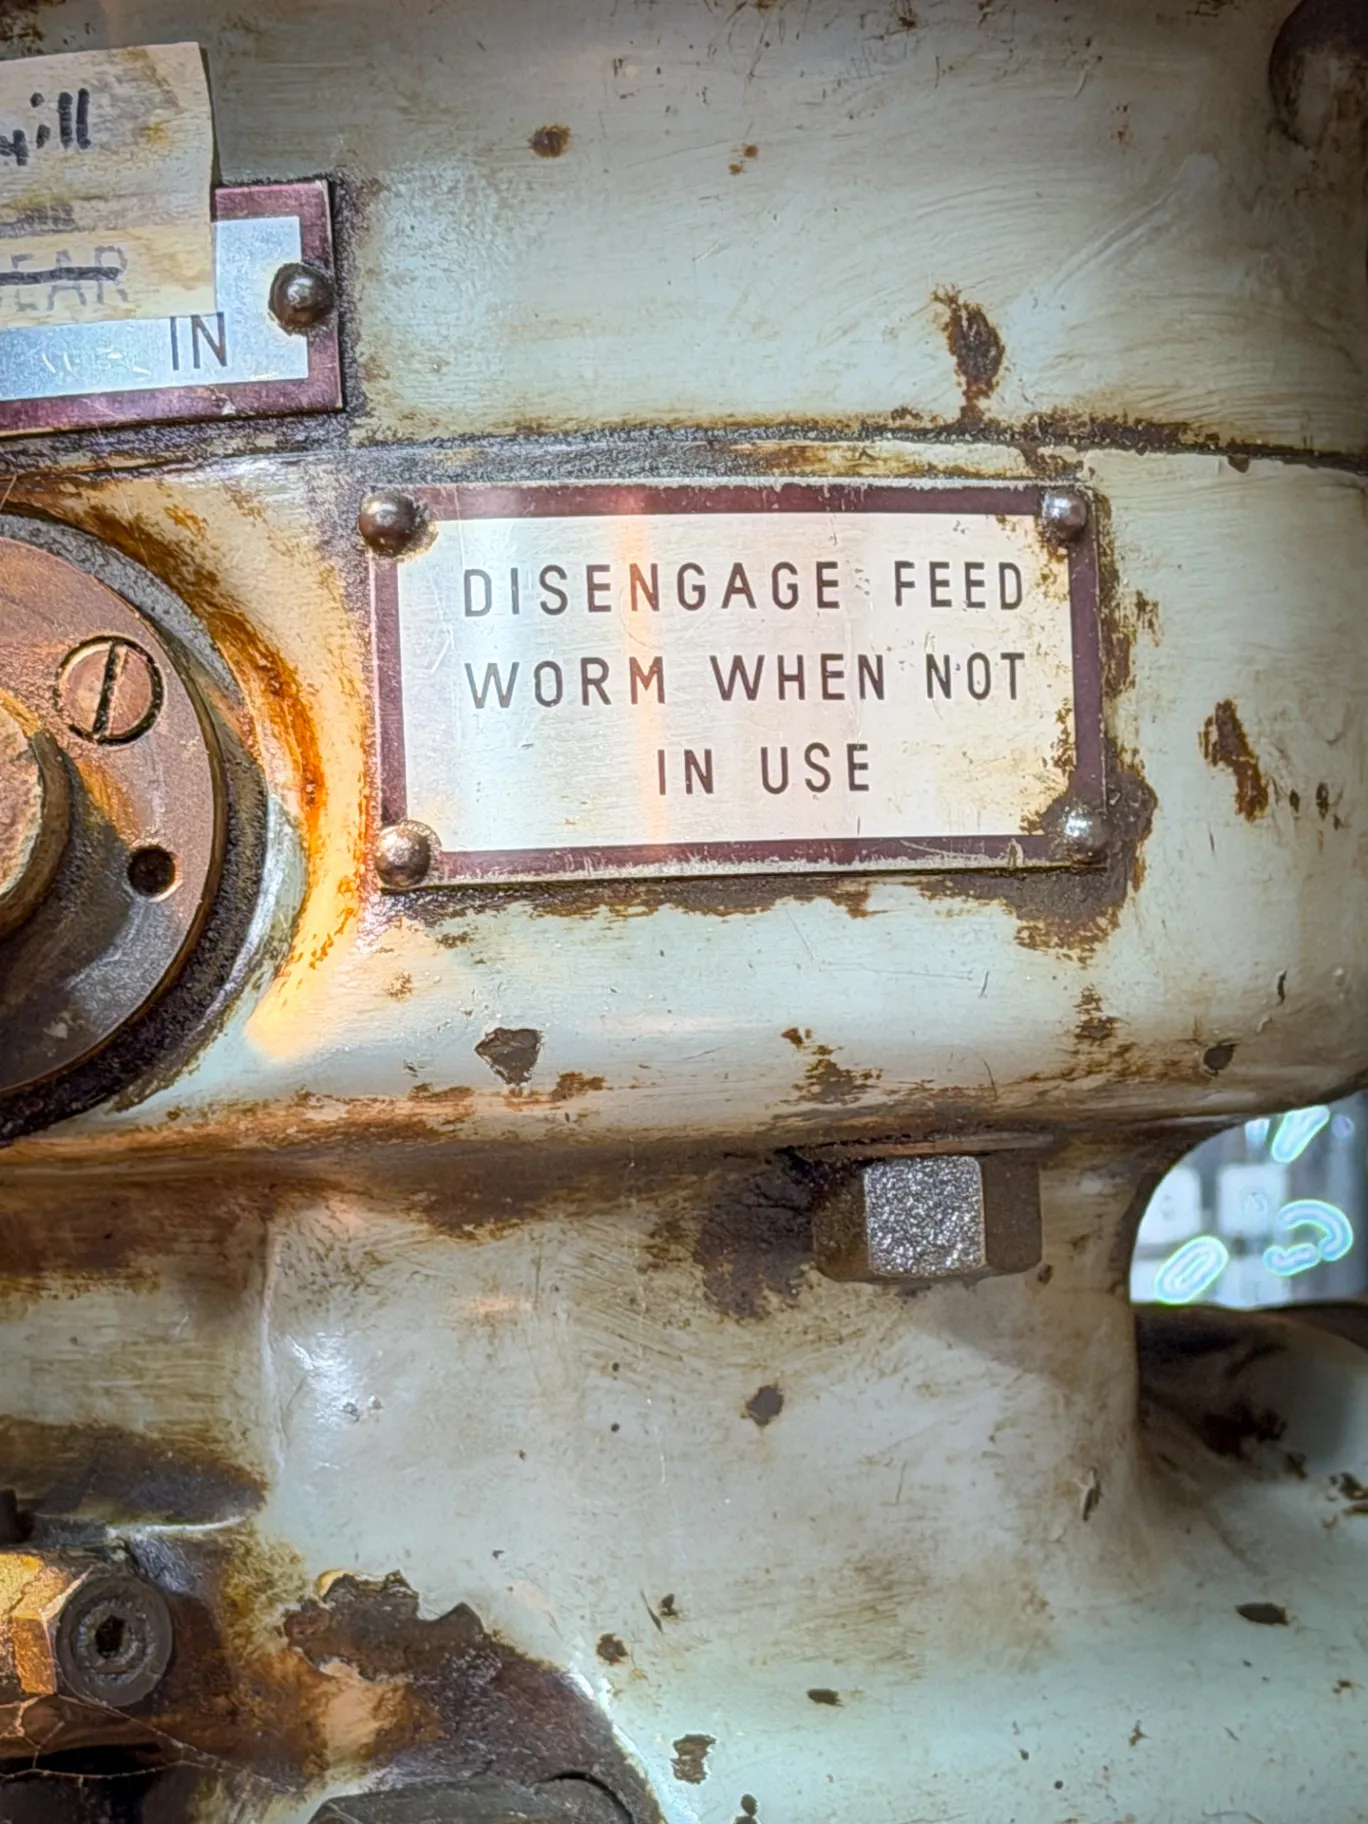 IN
DISENGAGE FEED
WORM WHEN NOT
IN USE